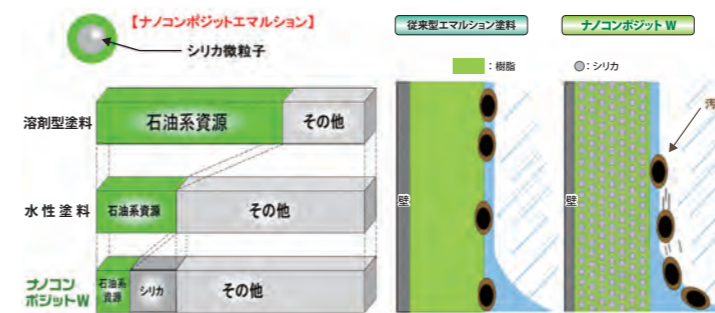 【ナノコンポジットエマルション】
シリカ微粒子
溶剤型塗料
石油系資源
その他
水性塗料
石油系資源
その他
ナノコン
ポジットW
石油系
資源
シリカ
その他
従来型エマルション塗料
：樹脂
壁
ナノコンポジット W
：シリカ
汚
壁